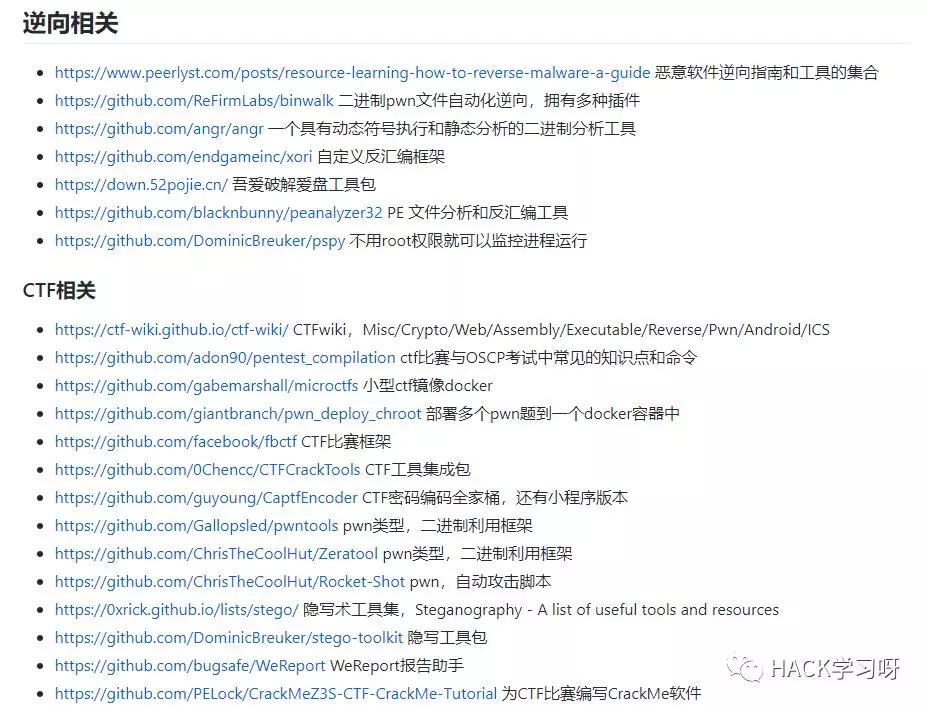 逆向相关
https://www.peerlyst.com/posts/resource-learning-how-to-reverse-malware-a-guide 恶意软件逆向指南和工具的集合
https://github.com/ReFirmLabs/binwalk 二进制pwn文件自动化逆向，拥有多种插件
https://github.com/angr/angr 一个具有动态符号执行和静态分析的二进制分析工具
https://github.com/endgameinc/xori 自定义反汇编框架
https://down.52pojie.cn/ 吾爱破解爱盘工具包
https://github.com/blacknbunny/peanalyzer32 PE 文件分析和反汇编工具
https://github.com/DominicBreuker/pspy 不用root权限就可以监控进程运行
CTF相关
https://ctf-wiki.github.io/ctf-wiki/ CTFwiki，Misc/Crypto/Web/Assembly/Executable/Reverse/Pwn/Android/ICS
https://github.com/adon90/pentest_compilation ctf比赛与OSCP考试中常见的知识点和命令
https://github.com/gabemarshall/microctfs 小型ctf镜像docker
https://github.com/giantbranch/pwn_deploy_chroot 部署多个pwn题到一个docker容器中
https://github.com/facebook/fbctf CTF比赛框架
https://github.com/0Chencc/CTFCrackTools CTF工具集成包
https://github.com/guyoung/CaptfEncoder CTF密码编码全家桶，还有小程序版本
https://github.com/Gallopsled/pwntools pwn类型，二进制利用框架
https://github.com/ChrisTheCoolHut/Zeratool pwn类型，二进制利用框架
https://github.com/ChrisTheCoolHut/Rocket-Shot pwn，自动攻击脚本
https://0xrick.github.io/lists/stego/ 隐写术工具集，Steganography - A list of useful tools and resources
https://github.com/DominicBreuker/stego-toolkit 隐写工具包
https://github.com/bugsafe/WeReport WeReport报告助手
https://github.com/PELock/CrackMeZ3S-CTF-CrackMe-Tutorial 为CTF比赛编写CrackMe软件
HACK学习呀